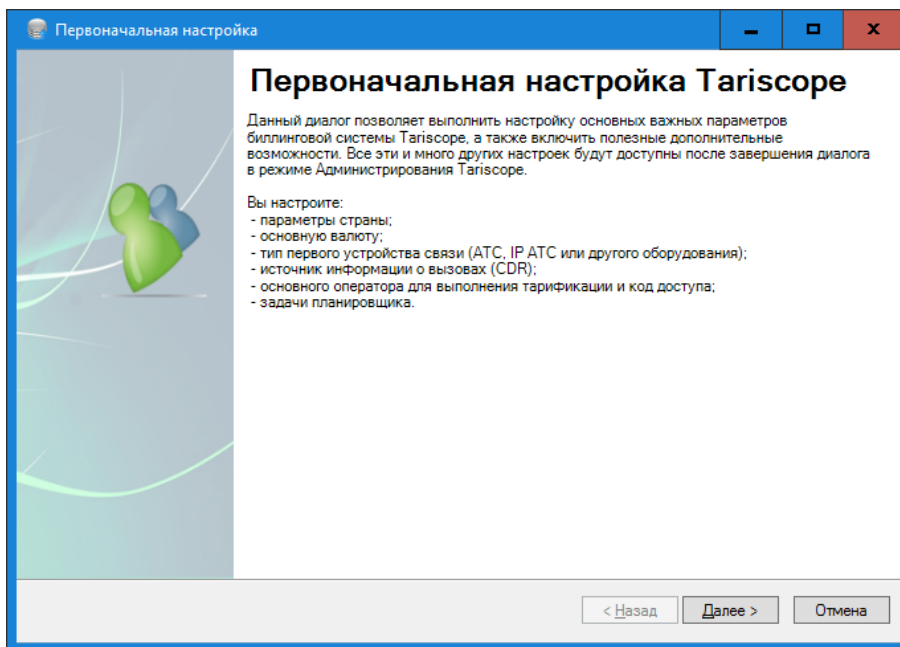 Первоначальная настройка
Первоначальная настройка Tariscope
Данный диалог позволяет выполнить настройку основных важных параметров
биллинговой системы Tariscope, а также включить полезные дополнительные
возможности. Все эти и много других настроек будут доступны после завершения диалога
в режиме Администрирования Tariscope.
Вы настроите:
- параметры страны;
- основную валюту;
- тип первого устройства связи (АТС, IP АТС или другого оборудования);
- источник информации о вызовах (CDR);
- основного оператора для выполнения тарификации и код доступа;
- задачи планировщика.
< Назад Далее > Отмена